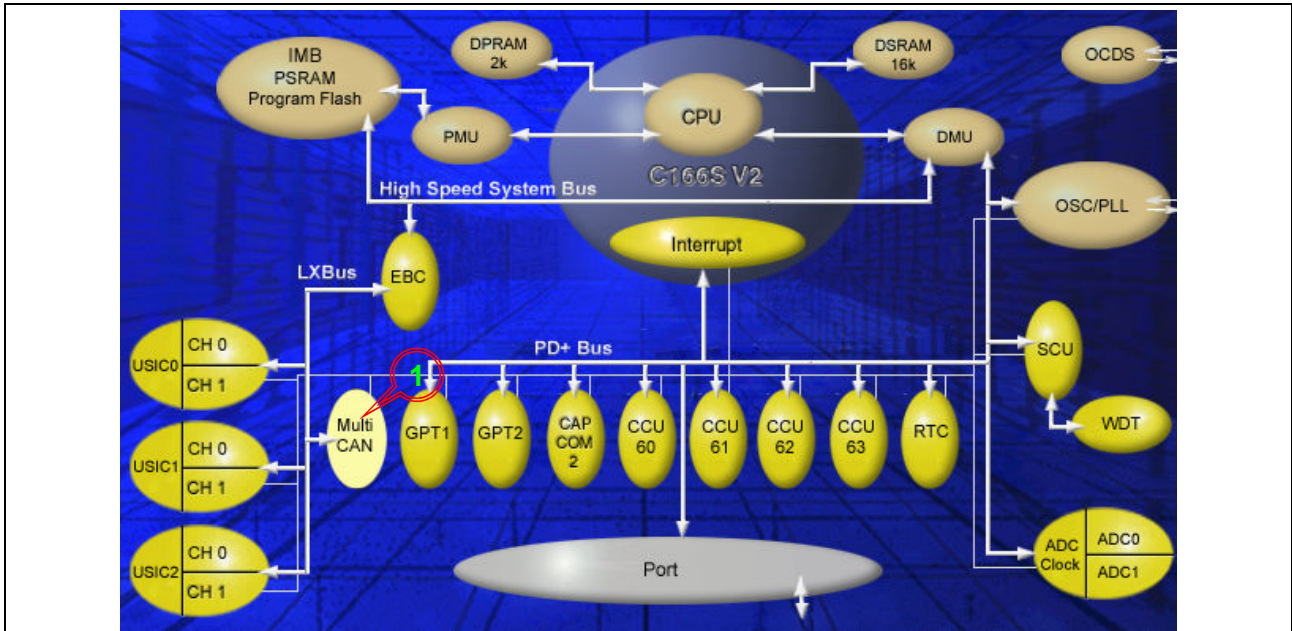 IMB
PSRAM
Program Flash
DPRAM
2k
DSRAM
16k
OCDS
CPU
PMU
DMU
C166S V2
High Speed System Bus
OSC/PLL
Interrupt
LXBus
EBC
PD+ Bus
SCU
USIC0
CH 0
CH 1
1
Multi
CAN
GPT1
GPT2
CAP
COM
2
CCU
60
CCU
61
CCU
62
CCU
63
RTC
WDT
USIC1
CH 0
CH 1
USIC2
CH 0
CH 1
Port
ADC
Clock
ADC0
ADC1